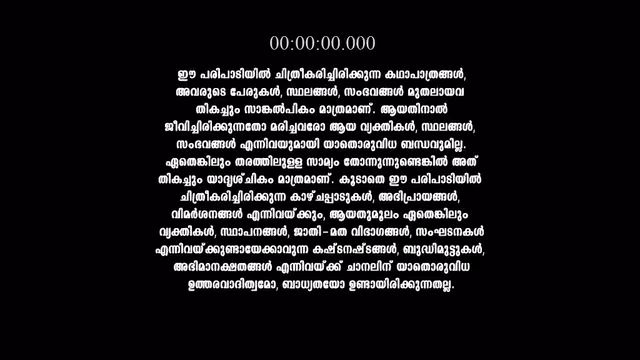 00:00:00.000
ഈ പരിപാടിയിൽ ചിത്രീകരിച്ചിരിക്കുന്ന കഥാപാത്രങ്ങൾ,
അവരുടെ പേരുകൾ, സ്ഥലങ്ങൾ, സംഭവങ്ങൾ മുതലായവ
തികച്ചും സാങ്കൽപികം മാത്രമാണ്. ആയതിനാൽ
ജീവിച്ചിരിക്കുന്നതോ മരിച്ചവരോ ആയ വ്യക്തികൾ, സ്ഥലങ്ങൾ,
സംഭവങ്ങൾ എന്നിവയുമായി യാതൊരുവിധ ബന്ധവുമില്ല.
ഏതെങ്കിലും തരത്തിലുളള സാമ്യം തോന്നുന്നുണ്ടെങ്കിൽ അത്
തികച്ചും യാദൃശ്ചികം മാത്രമാണ്. കൂടാതെ ഈ പരിപാടിയിൽ
ചിത്രീകരിച്ചിരിക്കുന്ന കാഴ്ചപ്പാടുകൾ, അഭിപ്രായങ്ങൾ,
വിമർശനങ്ങൾ എന്നിവയ്ക്കും, ആയതുമൂലം ഏതെങ്കിലും
വ്യക്തികൾ, സ്ഥാപനങ്ങൾ, ജാതി-മത വിഭാഗങ്ങൾ, സംഘടനകൾ
എന്നിവയ്ക്കുണ്ടായേക്കാവുന്ന കഷ്ടനഷ്ടങ്ങൾ, ബുദ്ധിമുട്ടുകൾ,
അഭിമാനക്ഷതങ്ങൾ എന്നിവയ്ക്ക് ചാനലിന് യാതൊരുവിധ
ഉത്തരവാദിത്വമോ, ബാധ്യതയോ ഉണ്ടായിരിക്കുന്നതല്ല.